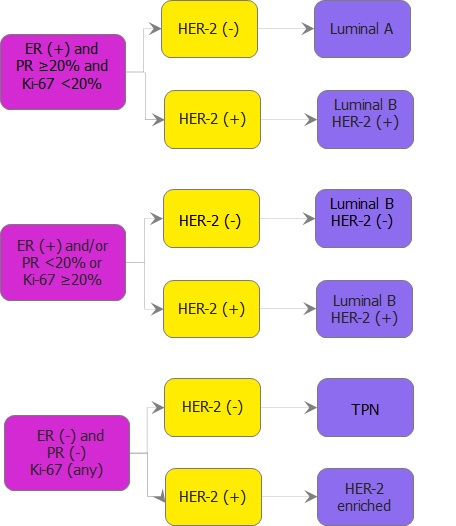 ER (+) and
PR ≥20% and
Ki-67 <20%
HER-2 (-)
Luminal A
HER-2 (+)
Luminal B
HER-2 (+)
ER (+) and/or
PR <20% or
Ki-67 ≥20%
HER-2 (-)
Luminal B
HER-2 (-)
HER-2 (+)
Luminal B
HER-2 (+)
ER (-) and
PR (-)
Ki-67 (any)
HER-2 (-)
TPN
HER-2 (+)
HER-2
enriched